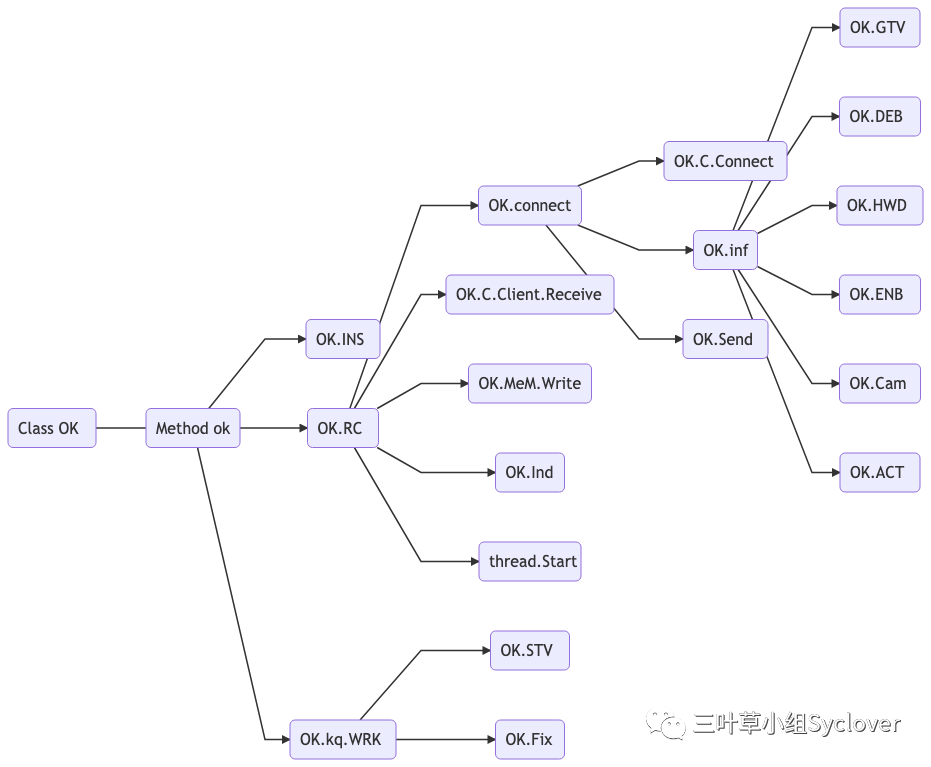 OK.GTV
OK.DEB
OK.C.Connect
OK.connect
OK.HWD
OK.inf
OK.C.Client.Receive
OK.ENB
OK.INS
OK.Send
OK.MeM.Write
OK.Cam
Class OK
Method ok
OK.RC
OK.Ind
OK.ACT
thread.Start
OK.STV
OK.kq.WRK
OK.Fix
三叶草小组Syclover